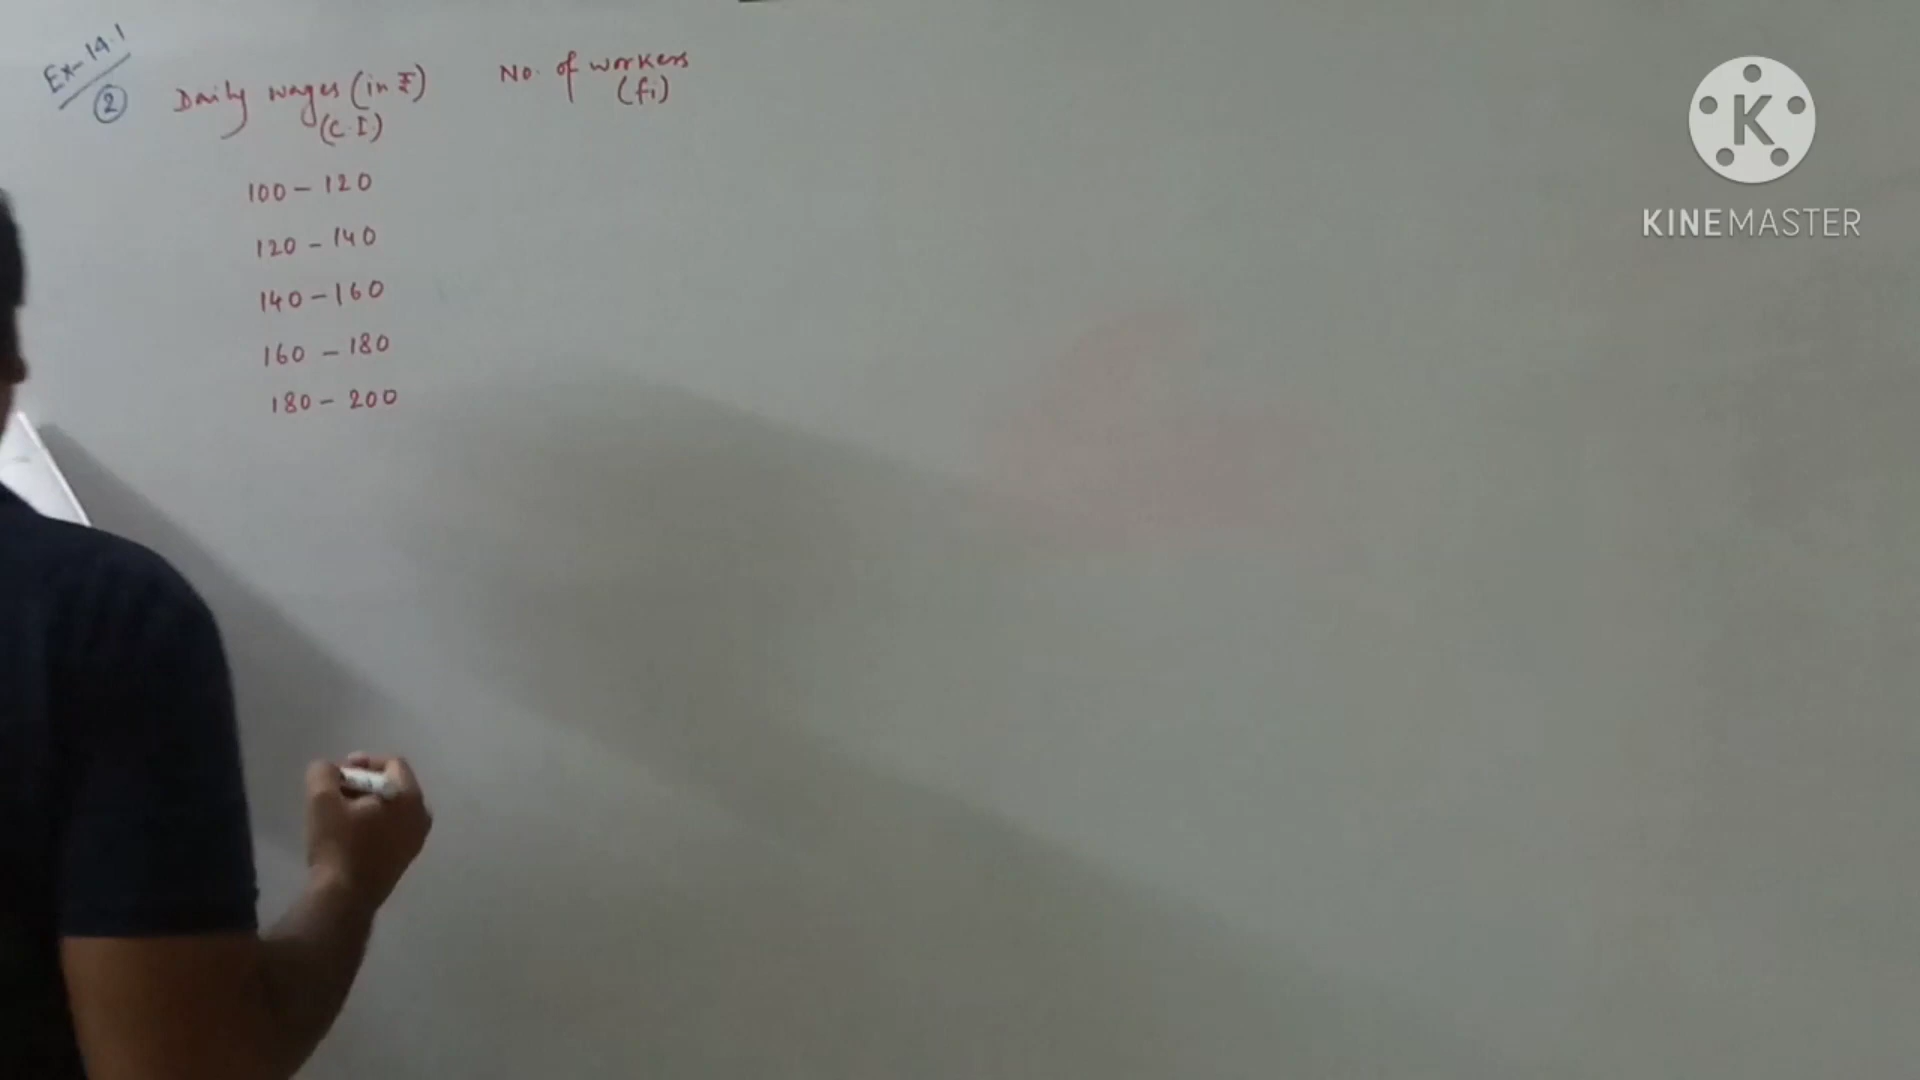 Ex-14.1
2
Daily wages (in ₹)
(C.I.)
No. of workers
(fi)
100 - 120
120 - 140
140 - 160
160 - 180
180 - 200
K
KINEMASTER